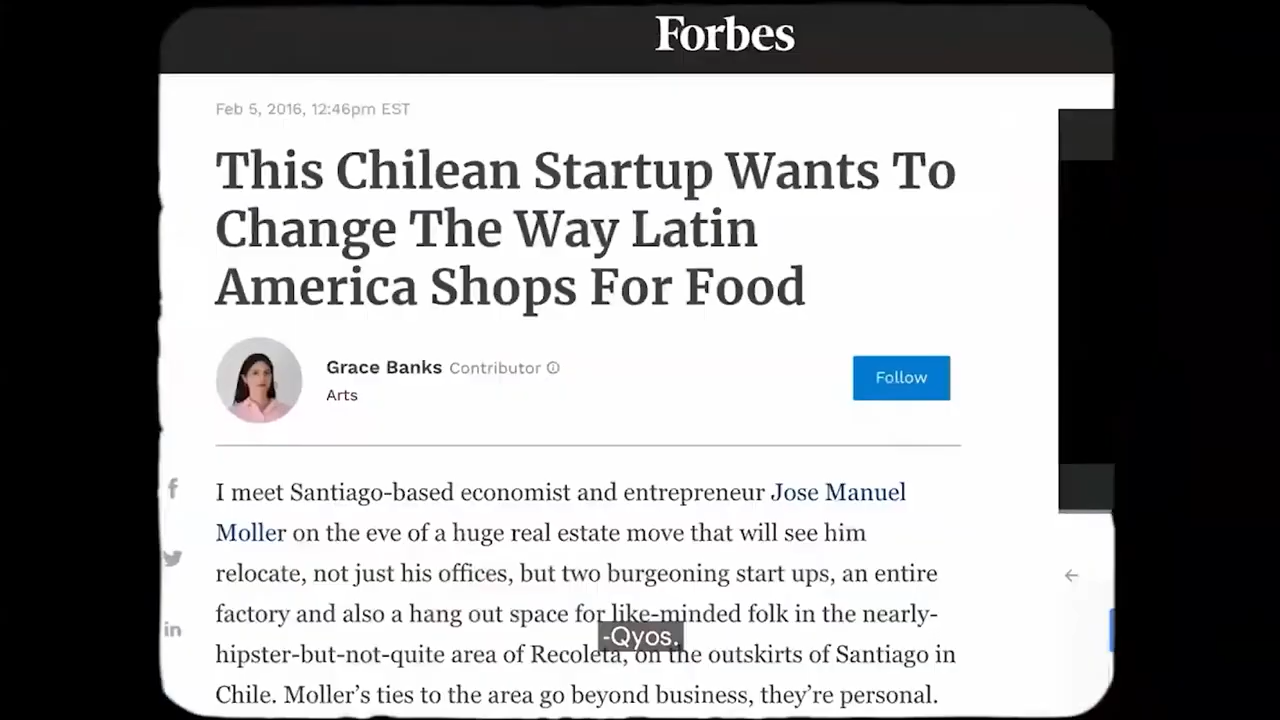 Forbes
Feb 5, 2016, 12:46pm EST
This Chilean Startup Wants To
Change The Way Latin
America Shops For Food
Grace Banks Contributor
Arts
Follow
I meet Santiago-based economist and entrepreneur Jose Manuel
Moller on the eve of a huge real estate move that will see him
relocate, not just his offices, but two burgeoning start ups, an entire
factory and also a hang out space for like-minded folk in the nearly-
-Qyos.
hipster-but-not-quite area of Recoleta, on the outskirts of Santiago in
Chile. Moller's ties to the area go beyond business, they're personal.